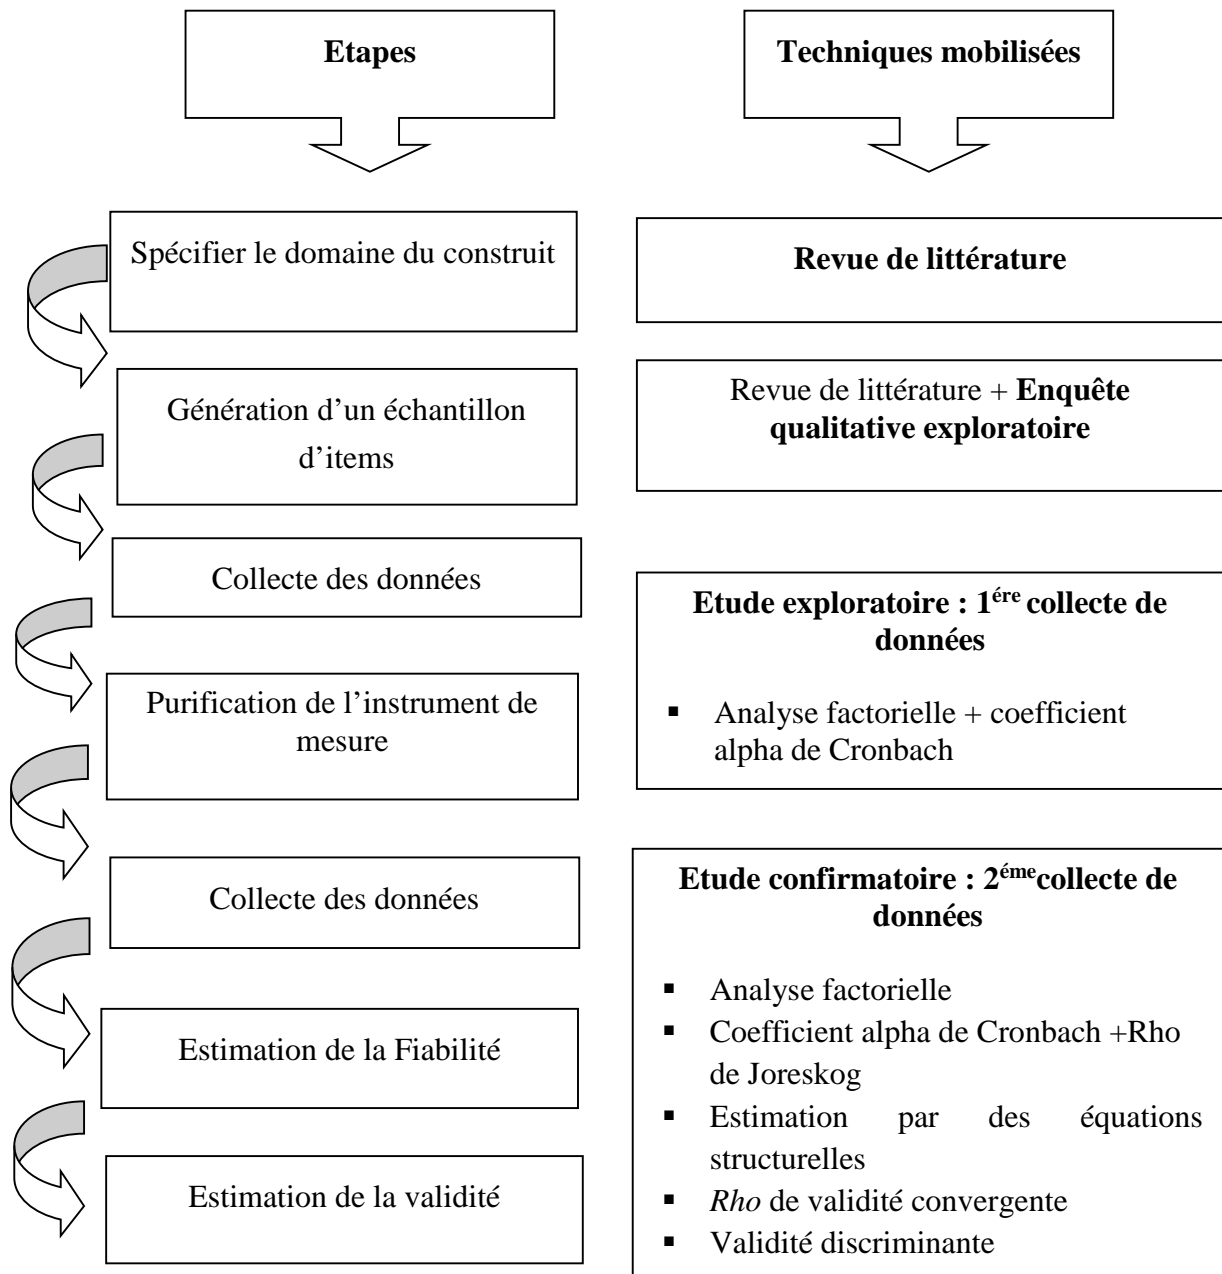 Etapes
Techniques mobilisées
Spécifier le domaine du construit
Revue de littérature
Génération d’un échantillon
d’items
Revue de littérature + Enquête
qualitative exploratoire
Collecte des données
Etude exploratoire : 1ére collecte de
données
▪ Analyse factorielle + coefficient
alpha de Cronbach
Purification de l’instrument de
mesure
Collecte des données
Etude confirmatoire : 2émecollecte de
données
▪ Analyse factorielle
▪ Coefficient alpha de Cronbach +Rho
de Joreskog
▪ Estimation par des équations
structurelles
▪ Rho de validité convergente
▪ Validité discriminante
Estimation de la Fiabilité
Estimation de la validité